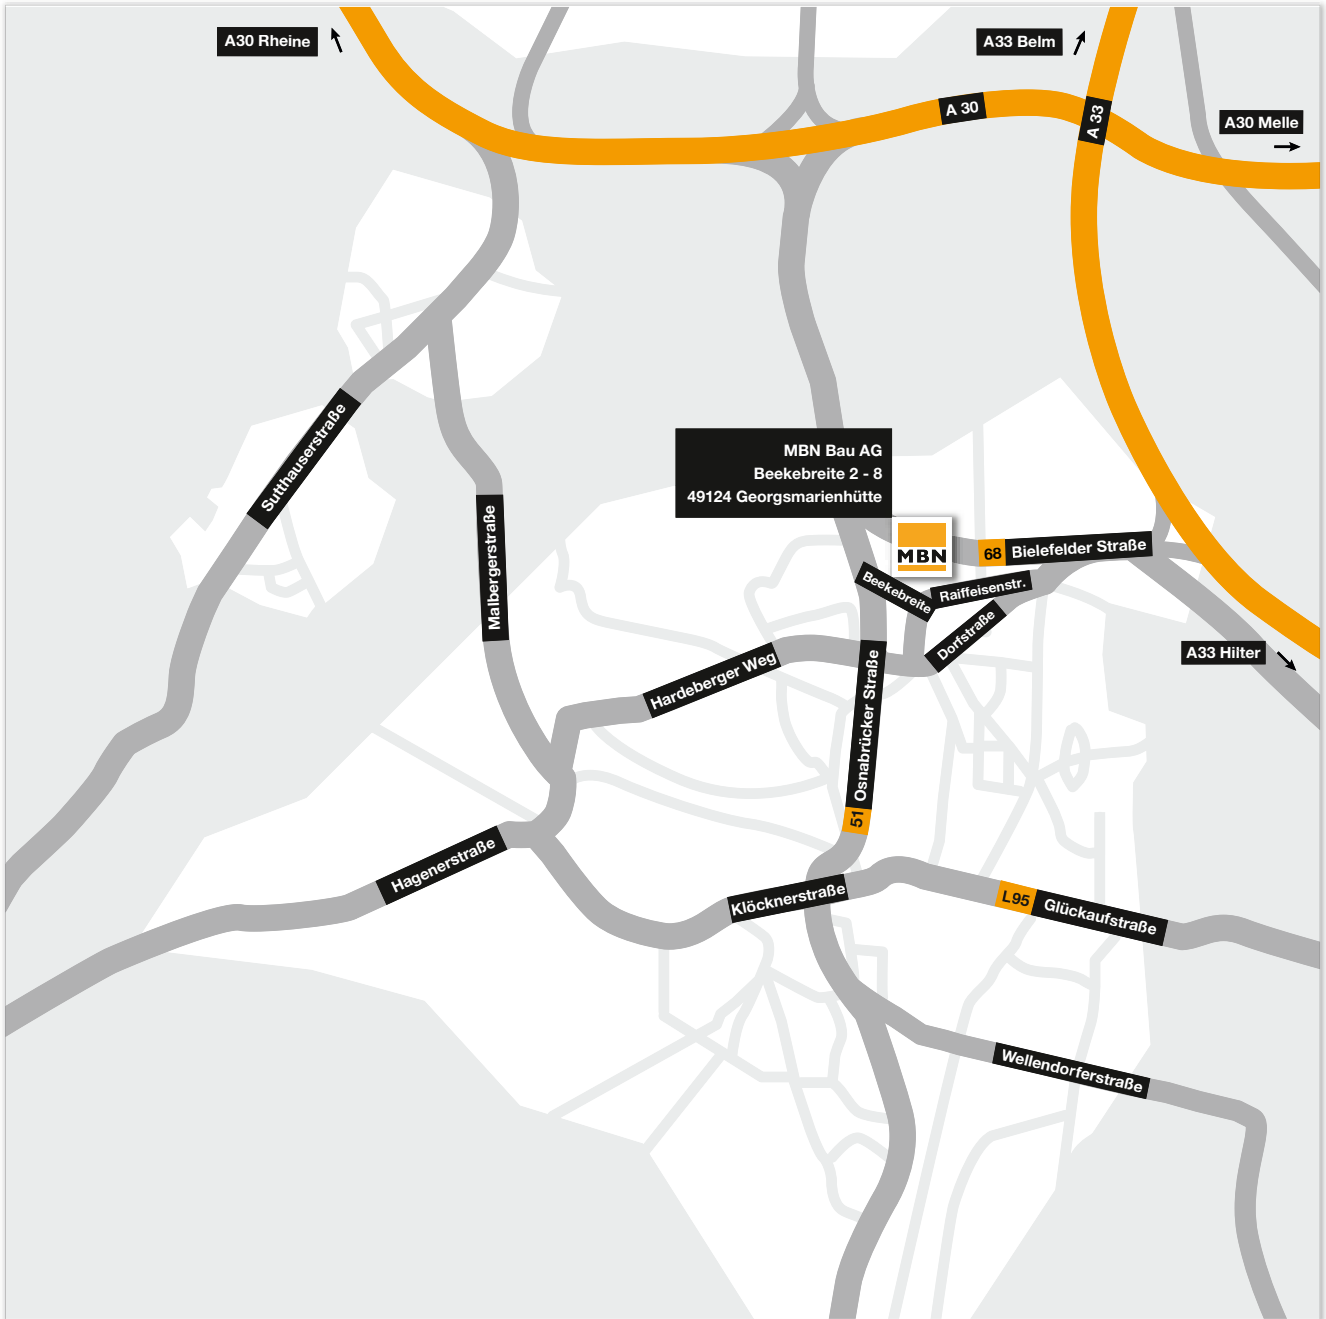 A30 Rheine
A33 Belm
A 30
A 33
A30 Melle
Sutthauserstraße
MBN Bau AG
Beekebreite 2 - 8
49124 Georgsmarienhütte
Malbergerstraße
MBN
68 Bielefelder Straße
Beekebreite
Raiffeisenstr.
Dorfstraße
A33 Hilter
Hardeberger Weg
Osnabrücker Straße
51
Hagenerstraße
Klöcknerstraße
L95 Glückaufstraße
Wellendorferstraße